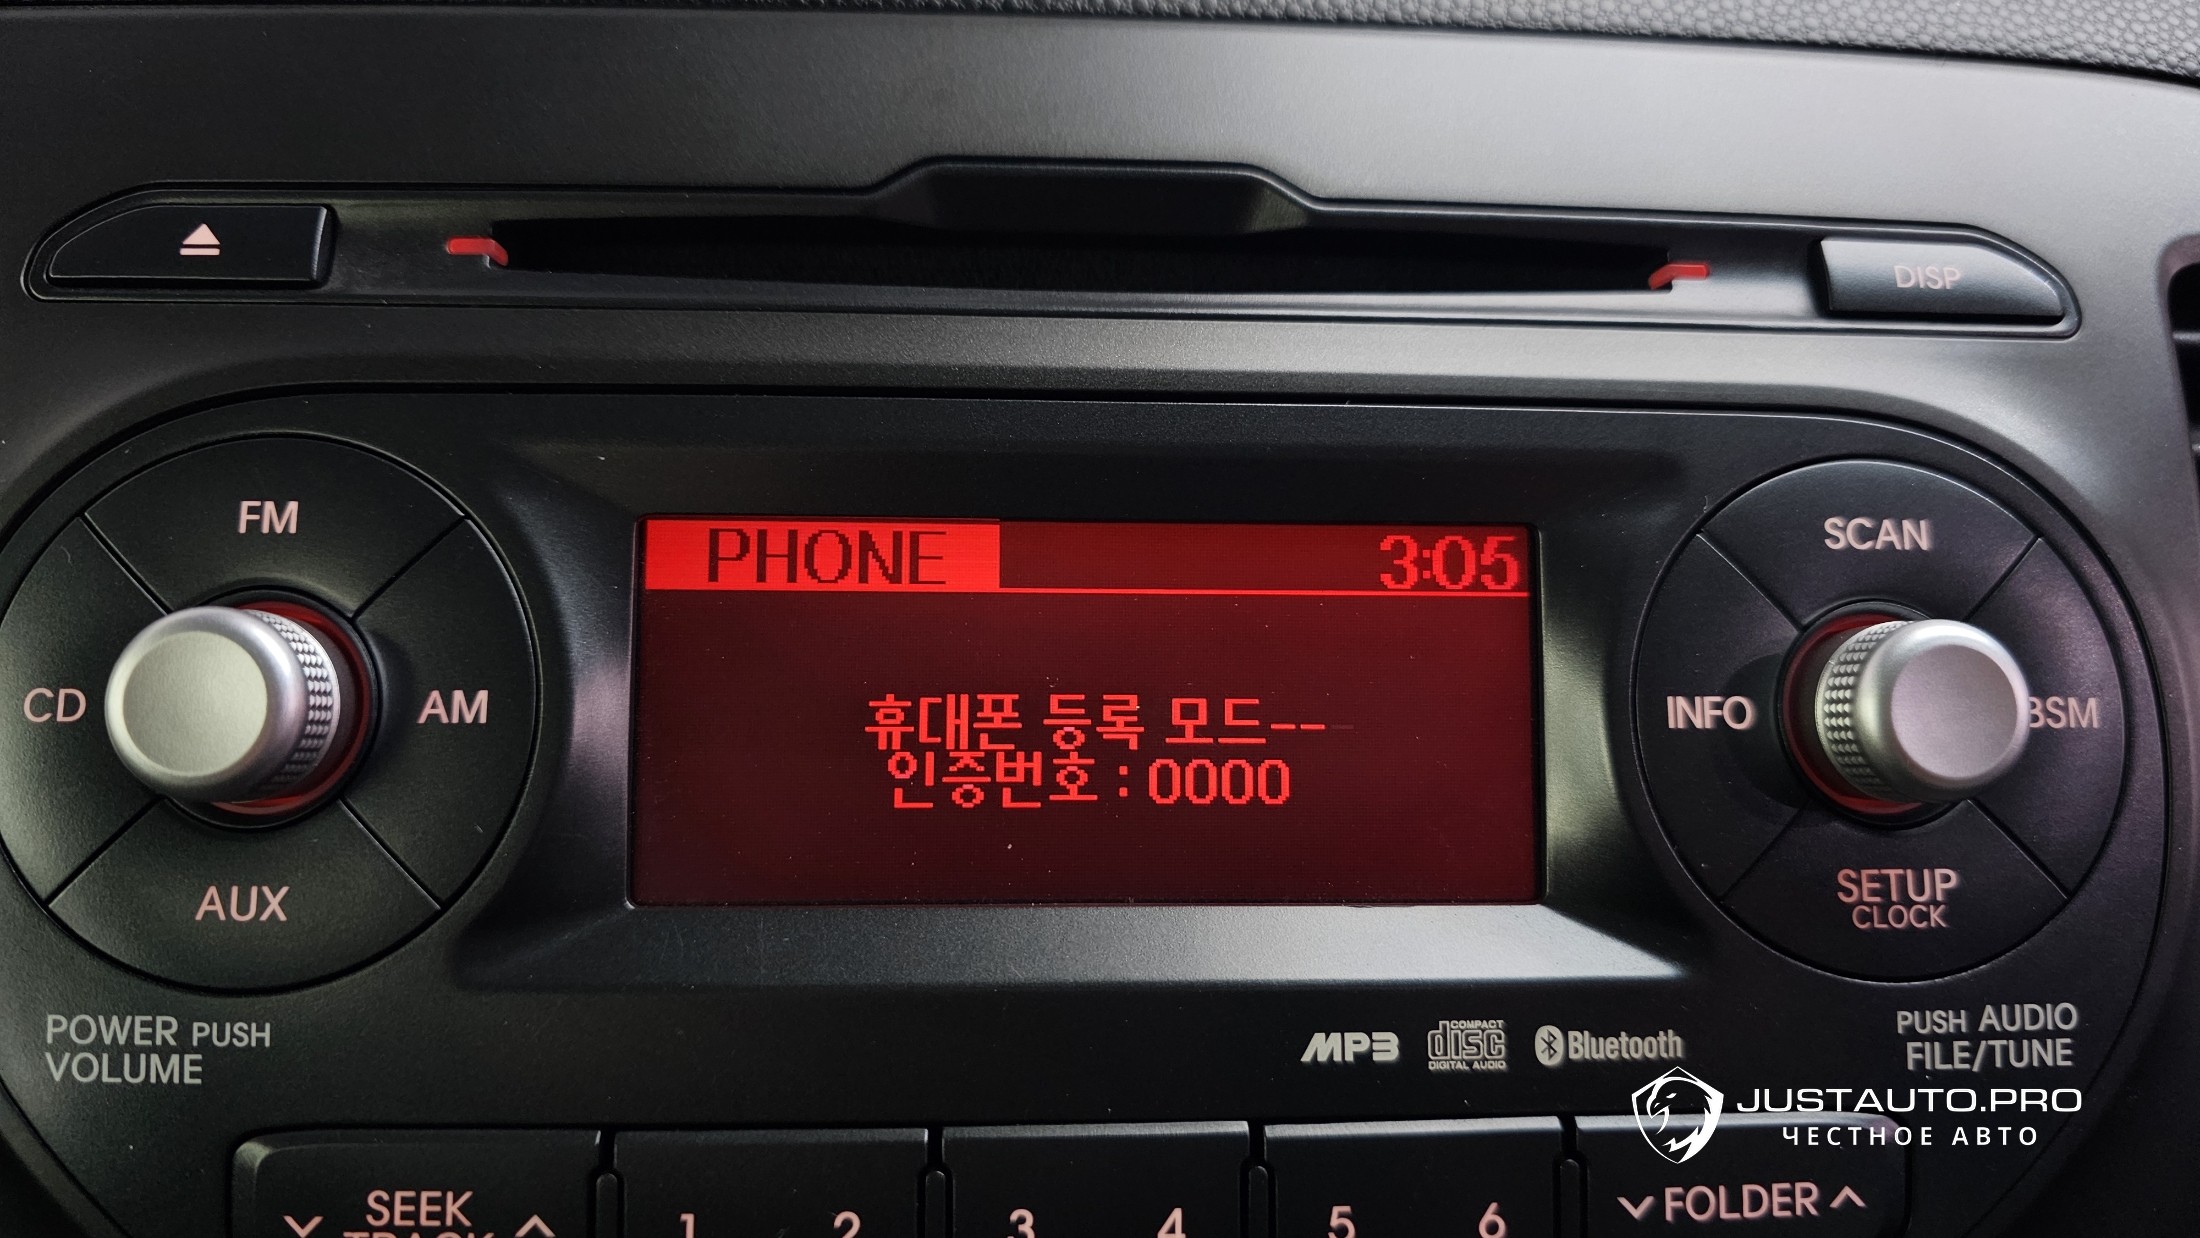 DISP
FM
CD
AM
AUX
PHONE 3:05
휴대폰 등록 모드--
인증번호 : 0000
SCAN
INFO
BSM
SETUP
CLOCK
POWER PUSH
VOLUME
MP3
COMPACT
disc
DIGITAL AUDIO
Bluetooth
PUSH AUDIO
FILE/TUNE
JUSTAUTO.PRO
ЧЕСТНОЕ АВТО
SEEK
TRACK
1 2 3 4 5 6
FOLDER